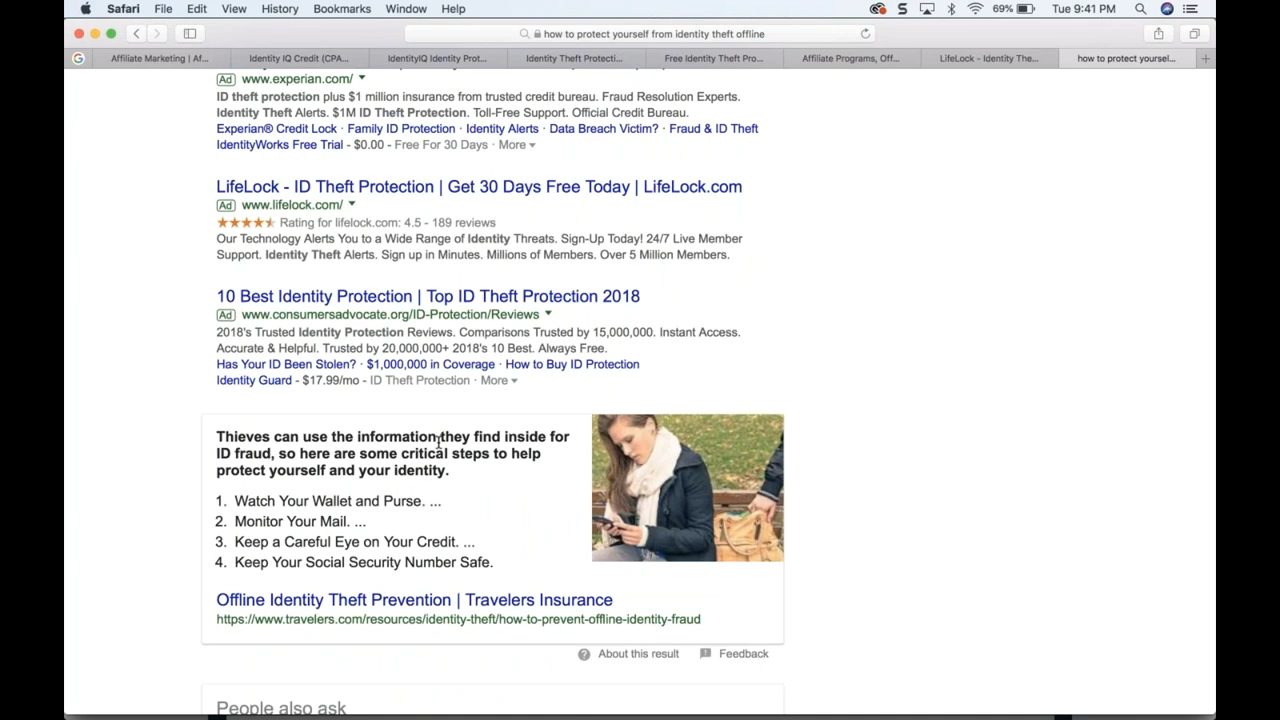 Safari File Edit View History Bookmarks Window Help 69% Tue 9:41 PM
how to protect yourself from identity theft offline
Affiliate Marketing | Af... Identity IQ Credit (CPA... IdentityIQ Identity Prot... Identity Theft Protecti... Free Identity Theft Pro... Affiliate Programs, Off... LifeLock - Identity The... how to protect yoursel...
Ad www.experian.com/
ID theft protection plus $1 million insurance from trusted credit bureau. Fraud Resolution Experts.
Identity Theft Alerts. $1M ID Theft Protection. Toll-Free Support. Official Credit Bureau.
Experian® Credit Lock · Family ID Protection · Identity Alerts · Data Breach Victim? · Fraud & ID Theft
IdentityWorks Free Trial - $0.00 - Free For 30 Days · More
LifeLock - ID Theft Protection | Get 30 Days Free Today | LifeLock.com
Ad www.lifelock.com/
Rating for lifelock.com: 4.5 - 189 reviews
Our Technology Alerts You to a Wide Range of Identity Threats. Sign-Up Today! 24/7 Live Member
Support. Identity Theft Alerts. Sign up in Minutes. Millions of Members. Over 5 Million Members.
10 Best Identity Protection | Top ID Theft Protection 2018
Ad www.consumersadvocate.org/ID-Protection/Reviews
2018's Trusted Identity Protection Reviews. Comparisons Trusted by 15,000,000. Instant Access.
Accurate & Helpful. Trusted by 20,000,000+ 2018's 10 Best. Always Free.
Has Your ID Been Stolen? · $1,000,000 in Coverage · How to Buy ID Protection
Identity Guard - $17.99/mo - ID Theft Protection · More
Thieves can use the information they find inside for
ID fraud, so here are some critical steps to help
protect yourself and your identity.
1. Watch Your Wallet and Purse. ...
2. Monitor Your Mail. ...
3. Keep a Careful Eye on Your Credit. ...
4. Keep Your Social Security Number Safe.
Offline Identity Theft Prevention | Travelers Insurance
https://www.travelers.com/resources/identity-theft/how-to-prevent-offline-identity-fraud
About this result Feedback
People also ask